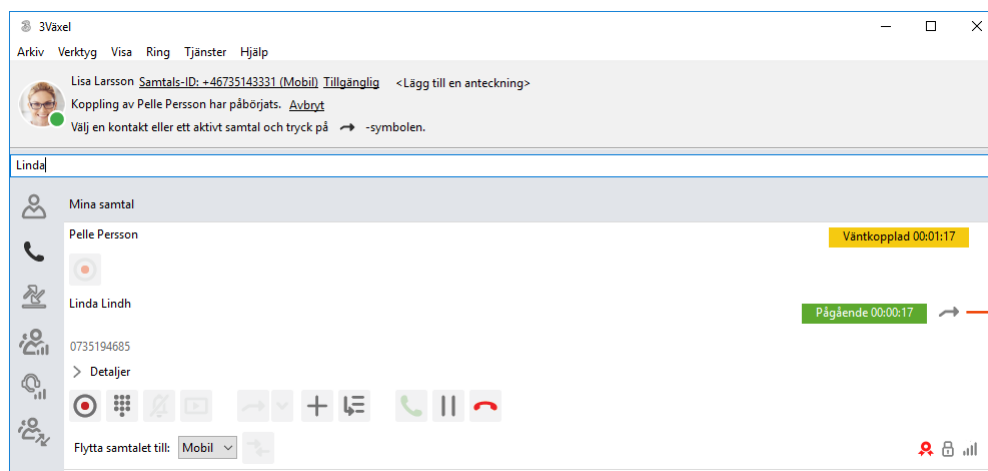 3Växel
Arkiv Verktyg Visa Ring Tjänster Hjälp
Lisa Larsson Samtals-ID: +46735143331 (Mobil) Tillgänglig <Lägg till en anteckning>
Koppling av Pelle Persson har påbörjats. Avbryt
Välj en kontakt eller ett aktivt samtal och tryck på -symbolen.
Linda
Mina samtal
Pelle Persson Väntkopplad 00:01:17
Linda Lindh Pågående 00:00:17
0735194685
Detaljer
Flytta samtalet till: Mobil